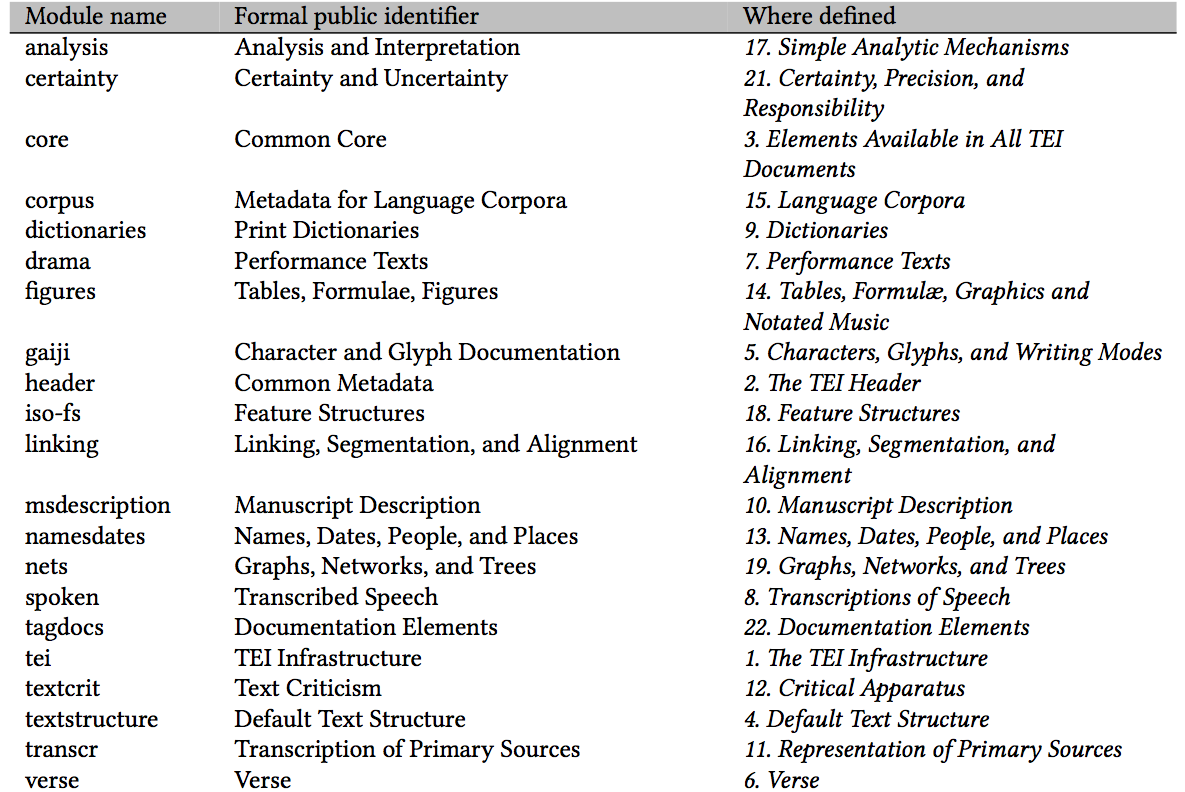 Module name Formal public identifier Where defined
analysis Analysis and Interpretation 17. Simple Analytic Mechanisms
certainty Certainty and Uncertainty 21. Certainty, Precision, and
Responsibility
core Common Core 3. Elements Available in All TEI
Documents
corpus Metadata for Language Corpora 15. Language Corpora
dictionaries Print Dictionaries 9. Dictionaries
drama Performance Texts 7. Performance Texts
figures Tables, Formulae, Figures 14. Tables, Formulæ, Graphics and
Notated Music
gaiji Character and Glyph Documentation 5. Characters, Glyphs, and Writing Modes
header Common Metadata 2. The TEI Header
iso-fs Feature Structures 18. Feature Structures
linking Linking, Segmentation, and Alignment 16. Linking, Segmentation, and
Alignment
msdescription Manuscript Description 10. Manuscript Description
namesdates Names, Dates, People, and Places 13. Names, Dates, People, and Places
nets Graphs, Networks, and Trees 19. Graphs, Networks, and Trees
spoken Transcribed Speech 8. Transcriptions of Speech
tagdocs Documentation Elements 22. Documentation Elements
tei TEI Infrastructure 1. The TEI Infrastructure
textcrit Text Criticism 12. Critical Apparatus
textstructure Default Text Structure 4. Default Text Structure
transcr Transcription of Primary Sources 11. Representation of Primary Sources
verse Verse 6. Verse